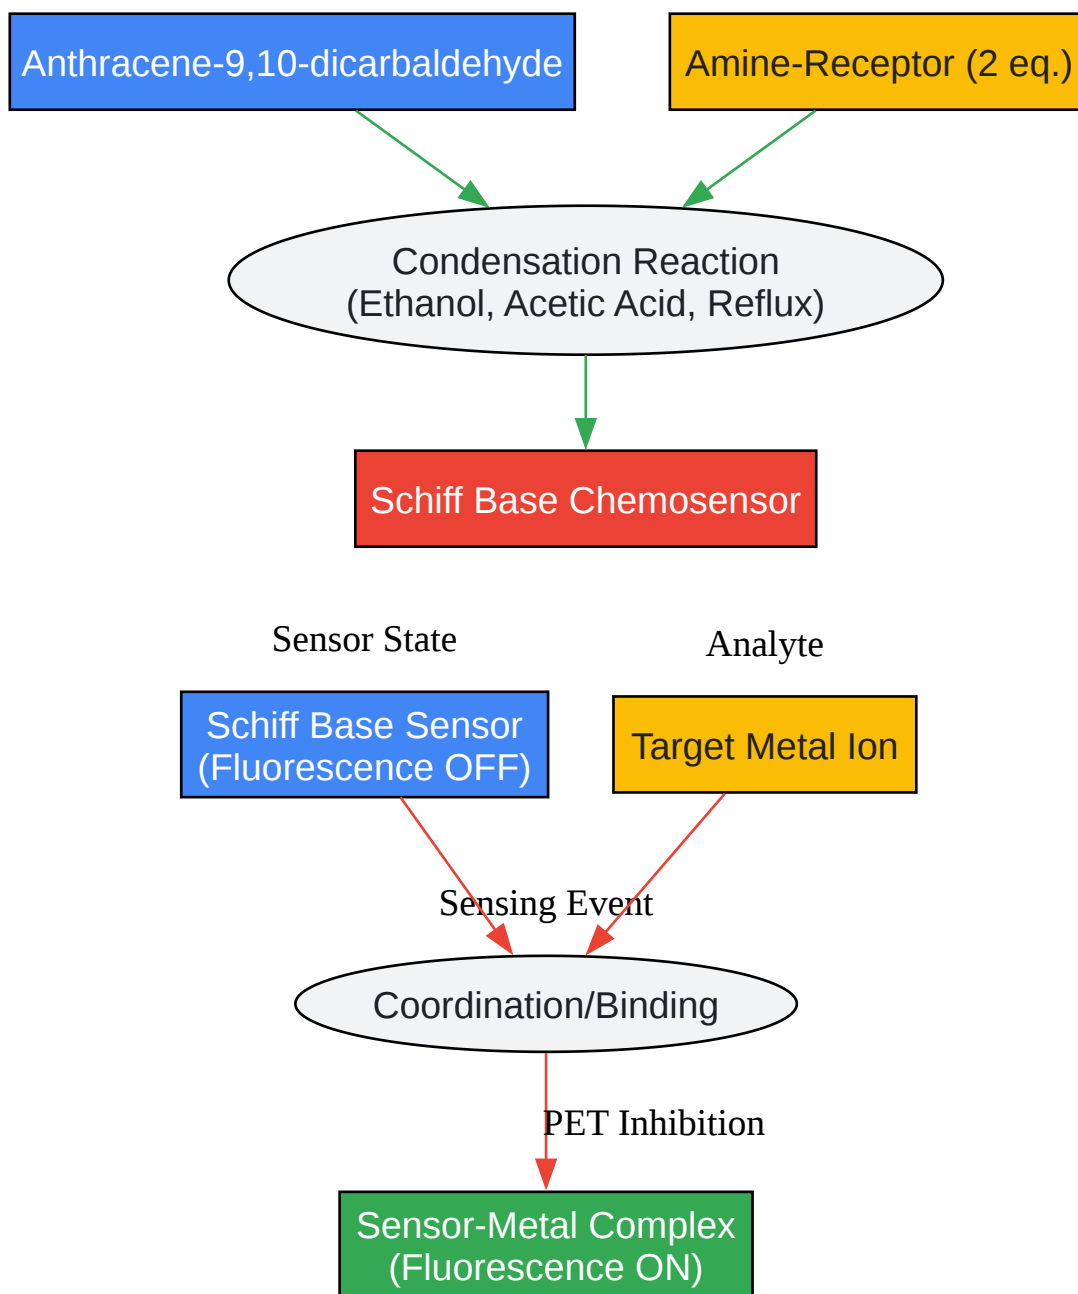 Anthracene-9,10-dicarbaldehyde
Amine-Receptor (2 eq.)
Condensation Reaction
(Ethanol, Acetic Acid, Reflux)
Schiff Base Chemosensor
Sensor State
Analyte
Schiff Base Sensor
(Fluorescence OFF)
Target Metal Ion
Sensing Event
Coordination/Binding
PET Inhibition
Sensor-Metal Complex
(Fluorescence ON)